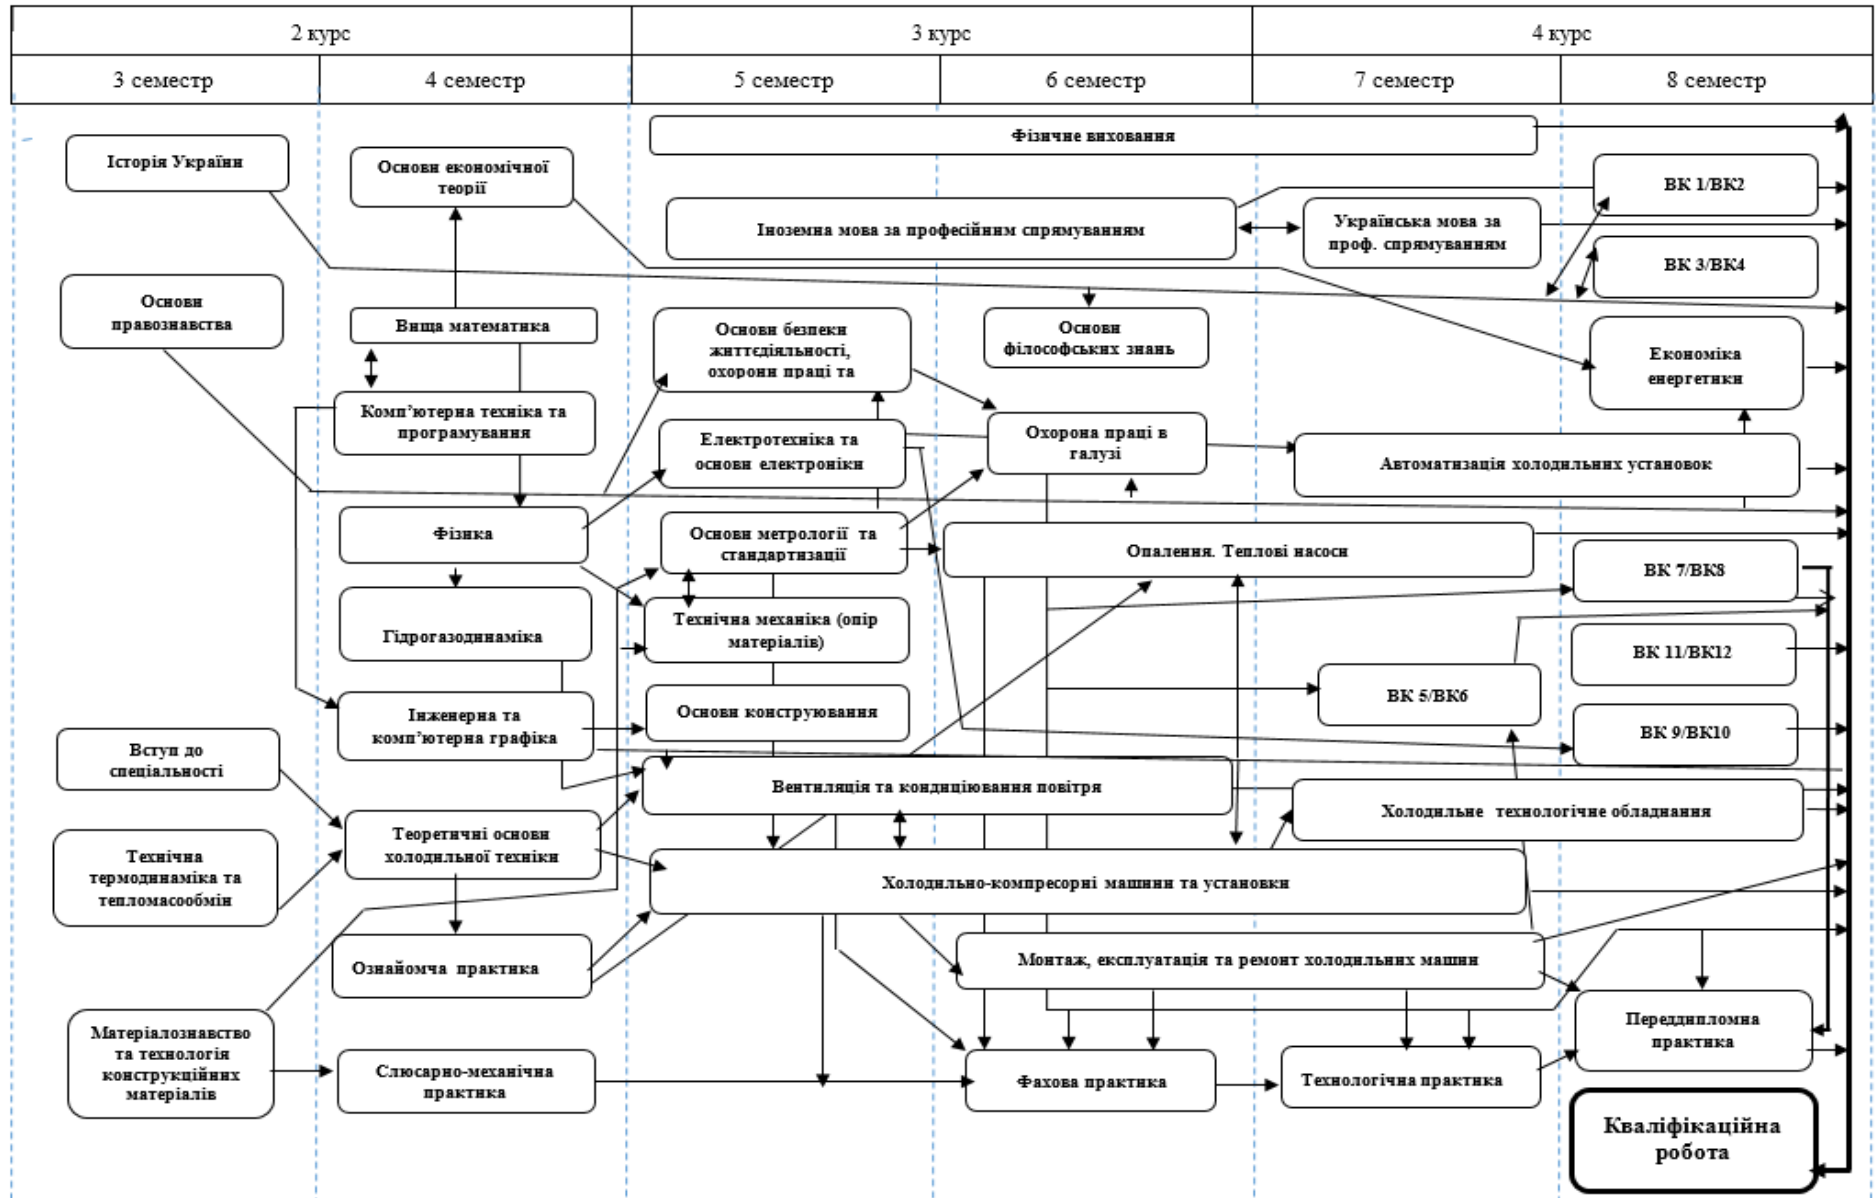 2 курс
3 курс
4 курс
3 семестр
4 семестр
5 семестр
6 семестр
7 семестр
8 семестр
Історія України
Основи правознавства
Вступ до
спеціальності
Технічна
термодинаміка та
тепломасообмін
Матеріалознавство
та технологія
конструкційних
матеріалів
Основи економічної
теорії
Вища математика
Комп’ютерна техніка та
програмування
Фізика
Гідрогазодинаміка
Інженерна та
комп’ютерна графіка
Теоретичні основи
холодильної техніки
Ознайомча практика
Слюсарно-механічна
практика
Фізичне виховання
Іноземна мова за професійним спрямуванням
Українська мова за
проф. спрямуванням
Основи безпеки
життєдіяльності,
охорони праці та
Електротехніка та
основи електроніки
Основи метрології та
стандартизації
Технічна механіка (опір
матеріалів)
Основи конструювання
Вентиляція та кондиціювання повітря
Холодильно-компресорні машини та установки
Основи
філософських знань
Охорона праці в
галузі
Опалення. Теплові насоси
Монтаж, експлуатація та ремонт холодильних машин
Фахова практика
Автоматизація холодильних установок
ВК 5/ВК6
Холодильне технологічне обладнання
Технологічна практика
ВК 1/ВК2
ВК 3/ВК4
Економіка
енергетики
ВК 7/ВК8
ВК 11/ВК12
ВК 9/ВК10
Переддипломна
практика
Кваліфікаційна
робота